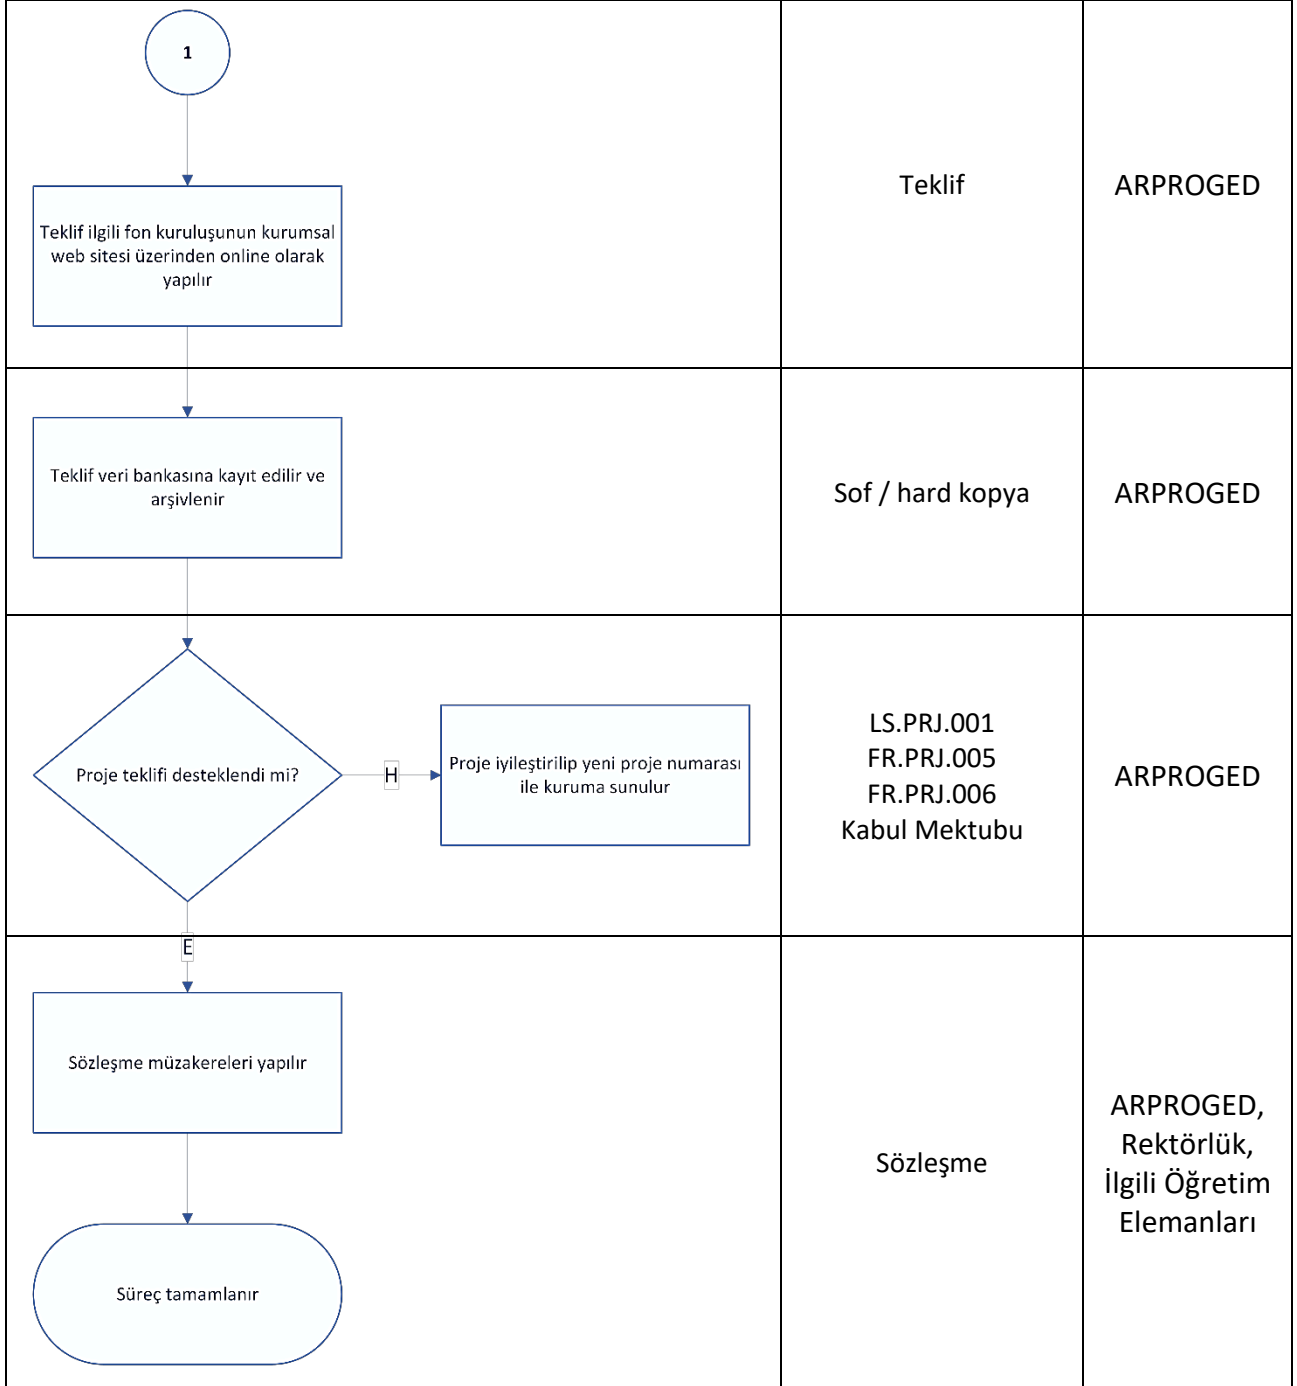 1
Teklif ilgili fon kuruluşunun kurumsal
web sitesi üzerinden online olarak
yapılır
Teklif
ARPROGED
Teklif veri bankasına kayıt edilir ve
arşivlenir
Sof / hard kopya
ARPROGED
Proje teklifi desteklendi mi?
H
Proje iyileştirilip yeni proje numarası
ile kuruma sunulur
LS.PRJ.001
FR.PRJ.005
FR.PRJ.006
Kabul Mektubu
ARPROGED
E
Sözleşme müzakereleri yapılır
Süreç tamamlanır
Sözleşme
ARPROGED,
Rektörlük,
İlgili Öğretim
Elemanları